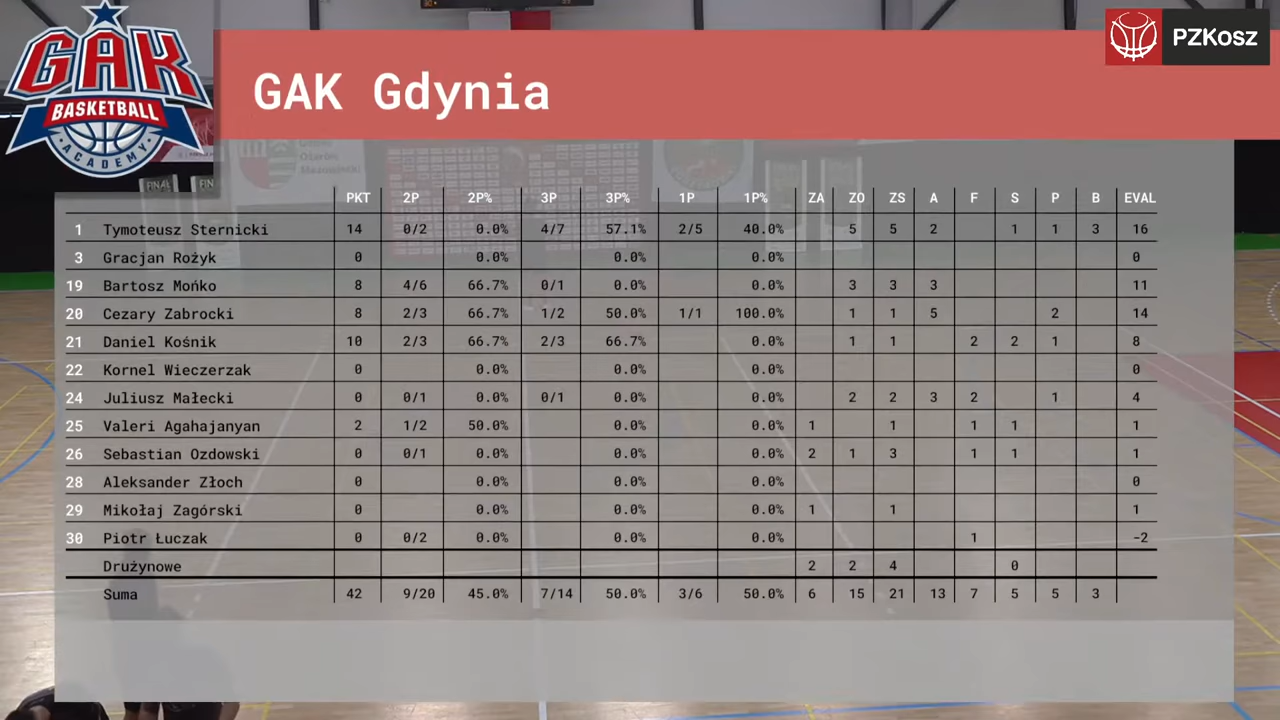 GAK
BASKETBALL
ACADEMY
PZKosz
GAK Gdynia
Mazowiecki
FINAL
FIN
PKT 2P 2P% 3P 3P% 1P 1P% ZA ZO ZS A F S P B EVAL
1 Tymoteusz Sternicki 14 0/2 0.0% 4/7 57.1% 2/5 40.0% 5 5 2 1 1 3 16
3 Gracjan Rożyk 0 0.0% 0.0% 0.0% 0
19 Bartosz Mońko 8 4/6 66.7% 0/1 0.0% 0.0% 3 3 3 11
20 Cezary Zabrocki 8 2/3 66.7% 1/2 50.0% 1/1 100.0% 1 1 5 2 14
21 Daniel Kośnik 10 2/3 66.7% 2/3 66.7% 0.0% 1 1 2 2 1 8
22 Kornel Wieczerzak 0 0.0% 0.0% 0.0% 0
24 Juliusz Małecki 0 0/1 0.0% 0/1 0.0% 0.0% 2 2 3 2 1 4
25 Valeri Agahajanyan 2 1/2 50.0% 0.0% 0.0% 1 1 1 1 1
26 Sebastian Ozdowski 0 0/1 0.0% 0.0% 0.0% 2 1 3 1 1 1
28 Aleksander Złoch 0 0.0% 0.0% 0.0% 0
29 Mikołaj Zagórski 0 0.0% 0.0% 0.0% 1 1 1
30 Piotr Łuczak 0 0/2 0.0% 0.0% 0.0% 1 -2
Drużynowe 2 2 4 0
Suma 42 9/20 45.0% 7/14 50.0% 3/6 50.0% 6 15 21 13 7 5 5 3